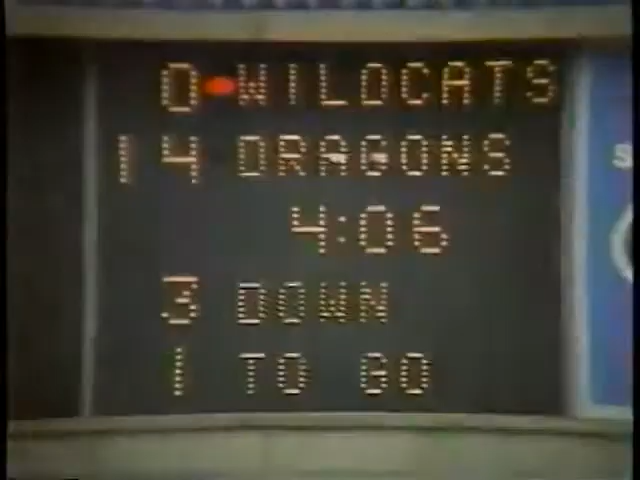 0 WILDCATS
14 DRAGONS
4:06
3 DOWN
1 TO GO
S